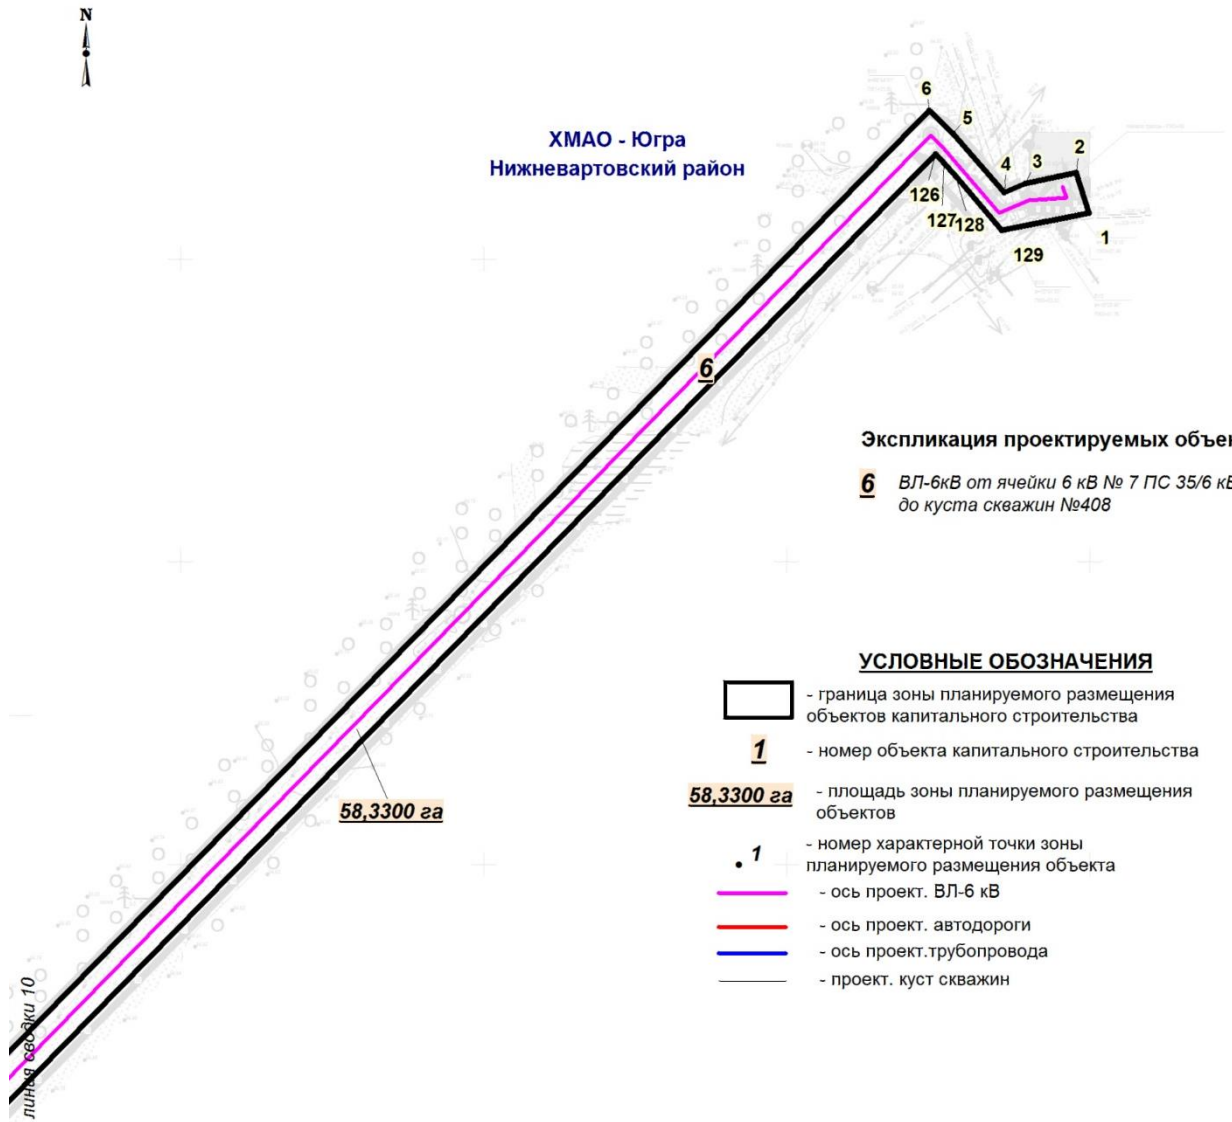 N
ХМАО - Югра
Нижневартовский район
6
5
4
3
2
1
126
127
128
129
6
Экспликация проектируемых объе
6 ВЛ-6кВ от ячейки 6 кВ № 7 ПС 35/6 кВ
до куста скважин №408
58,3300 га
линия сводки 10
УСЛОВНЫЕ ОБОЗНАЧЕНИЯ
- граница зоны планируемого размещения
объектов капитального строительства
1 - номер объекта капитального строительства
58,3300 га - площадь зоны планируемого размещения
объектов
1 - номер характерной точки зоны
планируемого размещения объекта
- ось проект. ВЛ-6 кВ
- ось проект. автодороги
- ось проект.трубопровода
- проект. куст скважин